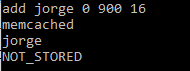 add jorge 0 900 16
memcached
jorge
NOT_STORED